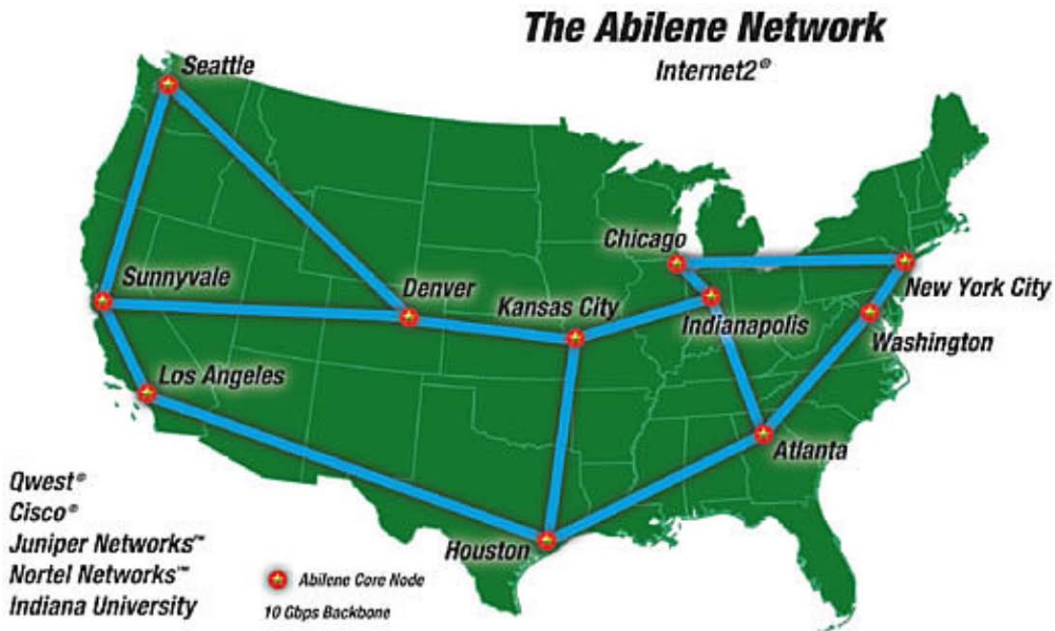 The Abilene Network
Internet2®
Seattle
Chicago
Sunnyvale
Denver
Kansas City
New York City
Indianapolis
Washington
Los Angeles
Atlanta
Houston
Qwest®
Cisco®
Juniper Networks™
Nortel Networks™
Indiana University
Abilene Core Node
10 Gbps Backbone